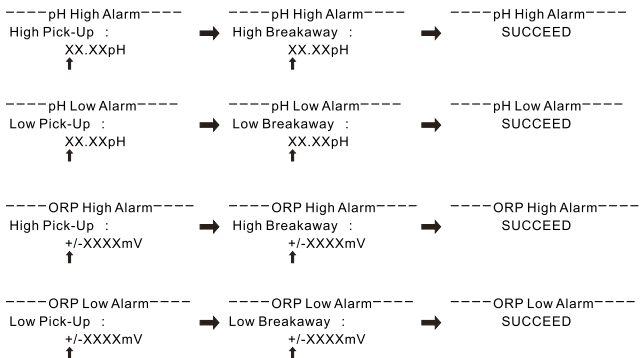 ----pH High Alarm---- ----pH High Alarm---- ----pH High Alarm----
High Pick-Up : ➡ High Breakaway : ➡ SUCCEED
XX.XXpH XX.XXpH
⬆ ⬆
----pH Low Alarm---- ----pH Low Alarm---- ----pH Low Alarm----
Low Pick-Up : ➡ Low Breakaway : ➡ SUCCEED
XX.XXpH XX.XXpH
⬆ ⬆
----ORP High Alarm---- ----ORP High Alarm---- ----ORP High Alarm----
High Pick-Up : ➡ High Breakaway : ➡ SUCCEED
+/-XXXXmV +/-XXXXmV
⬆ ⬆
----ORP Low Alarm---- ----ORP Low Alarm---- ----ORP Low Alarm----
Low Pick-Up : ➡ Low Breakaway : ➡ SUCCEED
+/-XXXXmV +/-XXXXmV
⬆ ⬆